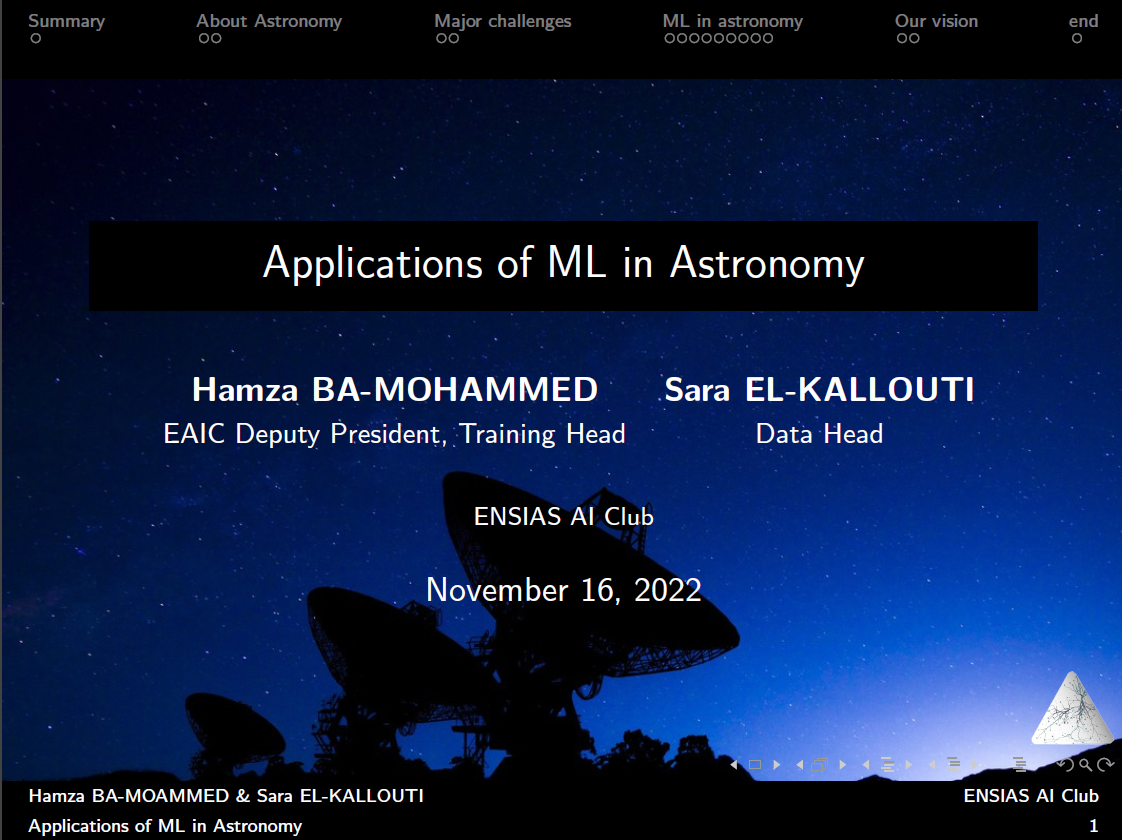 Summary About Astronomy Major challenges ML in astronomy Our vision end
Applications of ML in Astronomy
Hamza BA-MOHAMMED Sara EL-KALLOUTI
EAIC Deputy President, Training Head Data Head
ENSIAS AI Club
November 16, 2022
Hamza BA-MOAMMED & Sara EL-KALLOUTI ENSIAS AI Club
Applications of ML in Astronomy 1